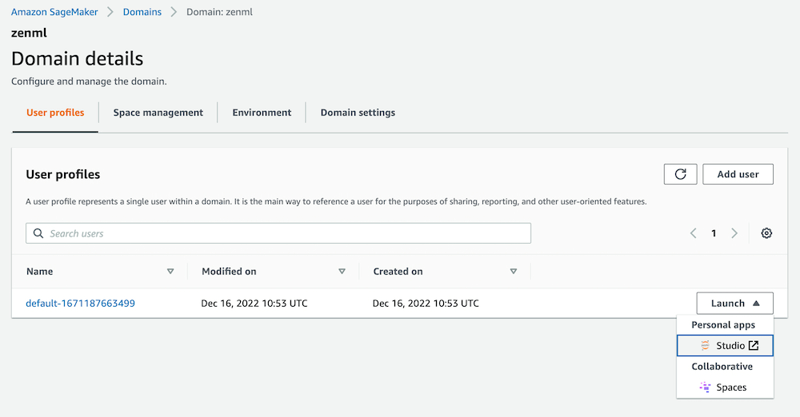 Amazon SageMaker > Domains > Domain: zenml
zenml
Domain details
Configure and manage the domain.
User profiles Space management Environment Domain settings
User profiles
Add user
A user profile represents a single user within a domain. It is the main way to reference a user for the purposes of sharing, reporting, and other user-oriented features.
Search users
1
Name Modified on Created on
default-1671187663499 Dec 16, 2022 10:53 UTC Dec 16, 2022 10:53 UTC Launch
Personal apps
Studio
Collaborative
Spaces